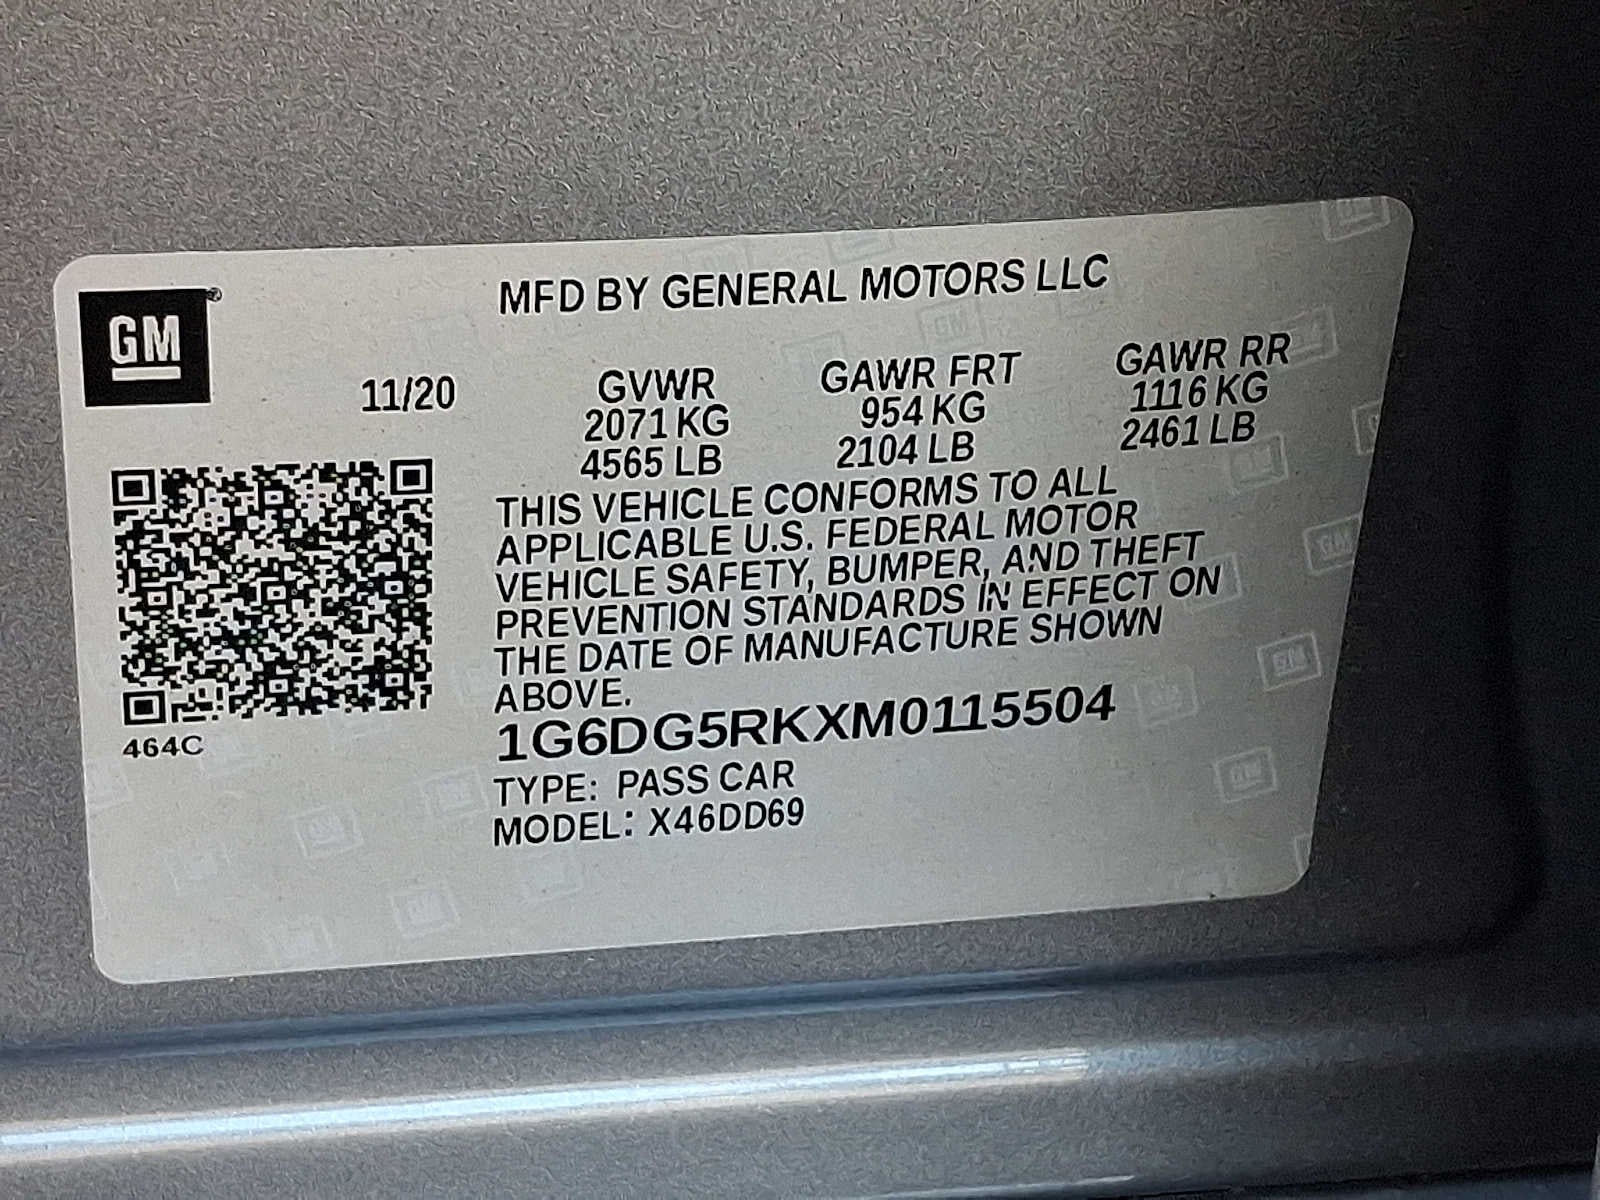 GM
MFD BY GENERAL MOTORS LLC
11/20
GVWR
2071 KG
4565 LB
GAWR FRT
954 KG
2104 LB
GAWR RR
1116 KG
2461 LB
THIS VEHICLE CONFORMS TO ALL
APPLICABLE U.S. FEDERAL MOTOR
VEHICLE SAFETY, BUMPER, AND THEFT
PREVENTION STANDARDS IN EFFECT ON
THE DATE OF MANUFACTURE SHOWN
ABOVE.
1G6DG5RKXM0115504
TYPE: PASS CAR
MODEL: X46DD69
464C